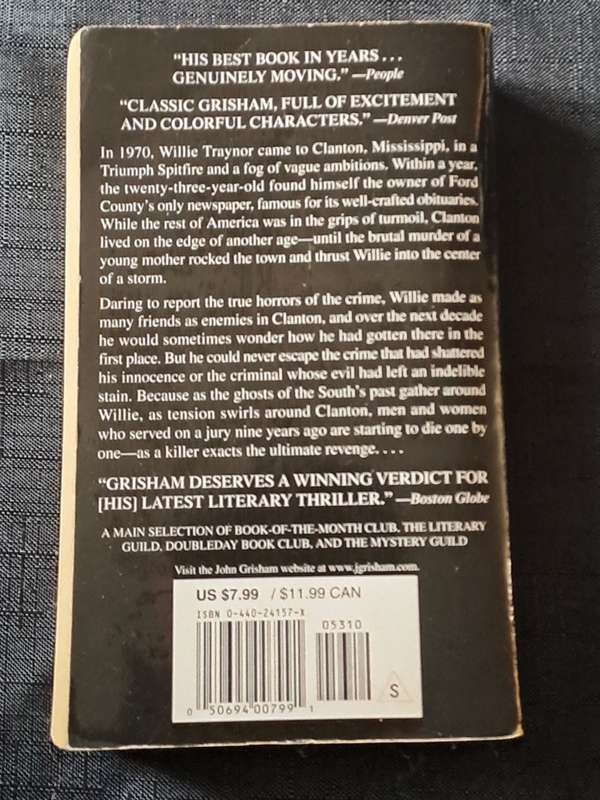 "HIS BEST BOOK IN YEARS...
GENUINELY MOVING." —People
"CLASSIC GRISHAM, FULL OF EXCITEMENT
AND COLORFUL CHARACTERS." —Denver Post
In 1970, Willie Traynor came to Clanton, Mississippi, in a
Triumph Spitfire and a fog of vague ambitions. Within a year,
the twenty-three-year-old found himself the owner of Ford
County's only newspaper, famous for its well-crafted obituaries.
While the rest of America was in the grips of turmoil, Clanton
lived on the edge of another age—until the brutal murder of a
young mother rocked the town and thrust Willie into the center
of a storm.
Daring to report the true horrors of the crime, Willie made as
many friends as enemies in Clanton, and over the next decade
he would sometimes wonder how he had gotten there in the
first place. But he could never escape the crime that had shattered
his innocence or the criminal whose evil had left an indelible
stain. Because as the ghosts of the South's past gather around
Willie, as tension swirls around Clanton, men and women
who served on a jury nine years ago are starting to die one by
one—as a killer exacts the ultimate revenge....
"GRISHAM DESERVES A WINNING VERDICT FOR
[HIS] LATEST LITERARY THRILLER." —Boston Globe
A MAIN SELECTION OF BOOK-OF-THE-MONTH CLUB, THE LITERARY
GUILD, DOUBLEDAY BOOK CLUB, AND THE MYSTERY GUILD
Visit the John Grisham website at www.jgrisham.com.
US $7.99 / $11.99 CAN
ISBN 0-440-24157-X
05310
S
0 50694 00799 1